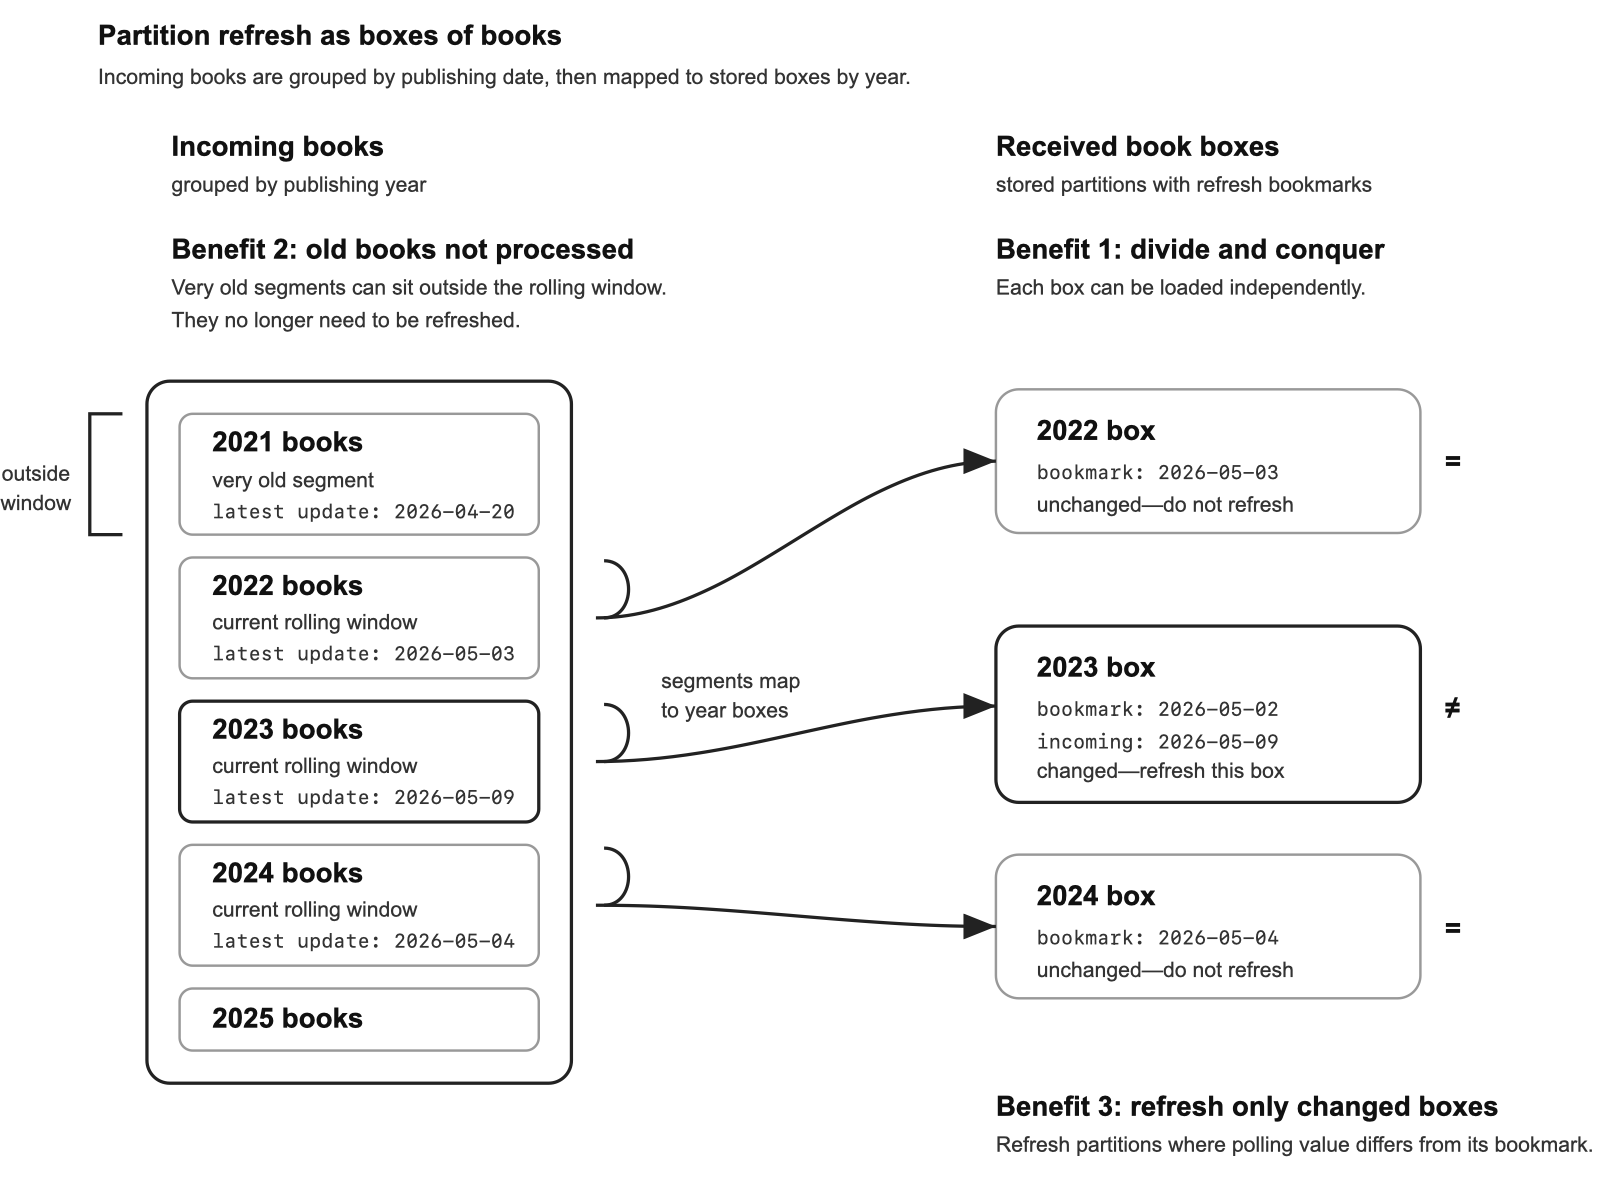 Partition refresh as boxes of books
Incoming books are grouped by publishing date, then mapped to stored boxes by year.
Incoming books
grouped by publishing year
Benefit 2: old books not processed
Very old segments can sit outside the rolling window.
They no longer need to be refreshed.
outside
window
2021 books
very old segment
latest update: 2026-04-20
2022 books
current rolling window
latest update: 2026-05-03
2023 books
current rolling window
latest update: 2026-05-09
2024 books
current rolling window
latest update: 2026-05-04
2025 books
segments map
to year boxes
Received book boxes
stored partitions with refresh bookmarks
Benefit 1: divide and conquer
Each box can be loaded independently.
2022 box
bookmark: 2026-05-03
unchanged—do not refresh
=
2023 box
bookmark: 2026-05-02
incoming: 2026-05-09
changed—refresh this box
≠
2024 box
bookmark: 2026-05-04
unchanged—do not refresh
=
Benefit 3: refresh only changed boxes
Refresh partitions where polling value differs from its bookmark.